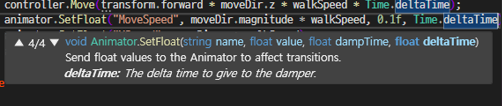 controller.Move(transform.forward * moveDir.z * walkSpeed * Time.deltaTime);
animator.SetFloat("MoveSpeed", moveDir.magnitude * walkSpeed, 0.1f, Time.deltaTime
▲ 4/4 ▼ void Animator.SetFloat(string name, float value, float dampTime, float deltaTime)
Send float values to the Animator to affect transitions.
deltaTime: The delta time to give to the damper.